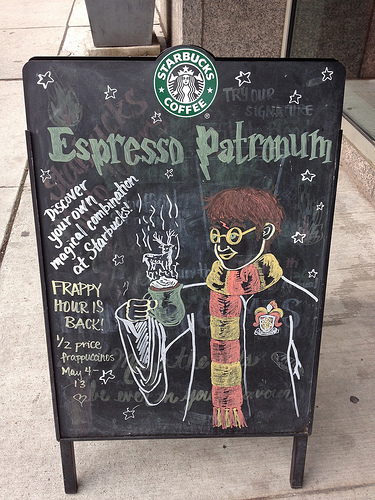 STARBUCKS
COFFEE
TRY OUR
SIGNATURE
Espresso Patronum
Discover
your own
magical combination
at Starbucks!
FRAPPY
HOUR IS
BACK!
1/2 price
frappuccinos
May 4-
13